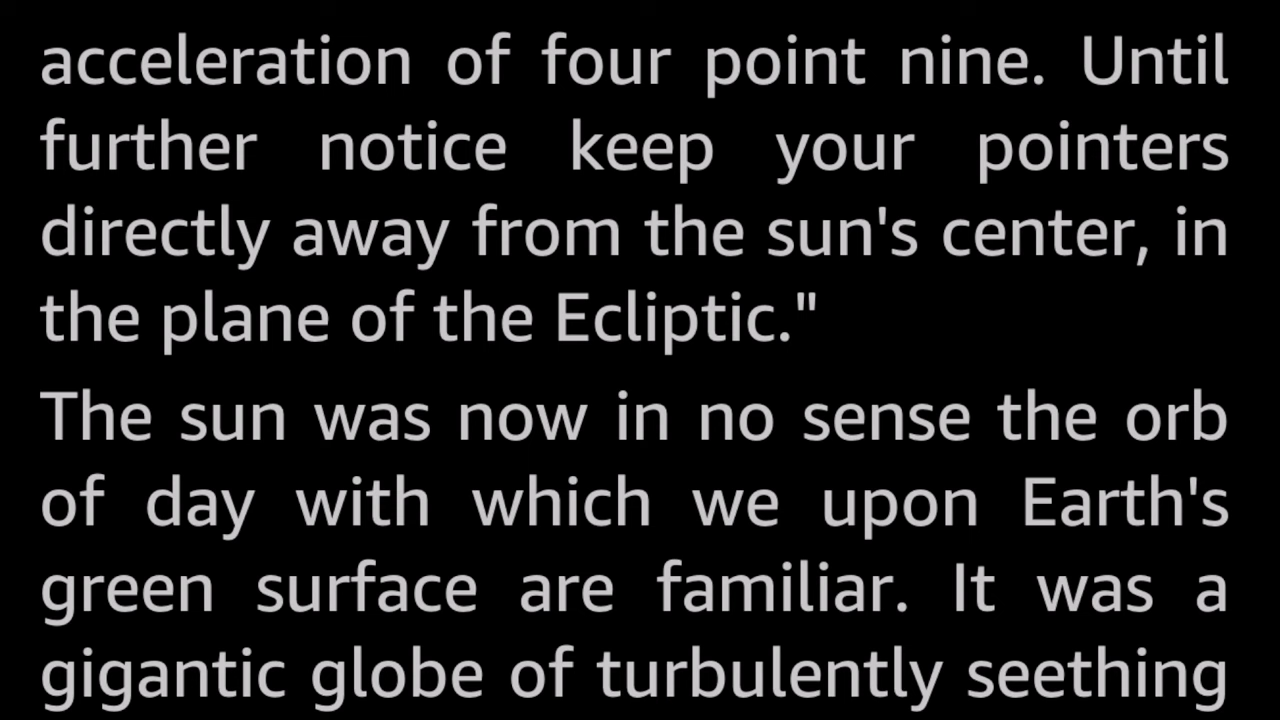 acceleration of four point nine. Until
further notice keep your pointers
directly away from the sun's center, in
the plane of the Ecliptic."
The sun was now in no sense the orb
of day with which we upon Earth's
green surface are familiar. It was a
gigantic globe of turbulently seething